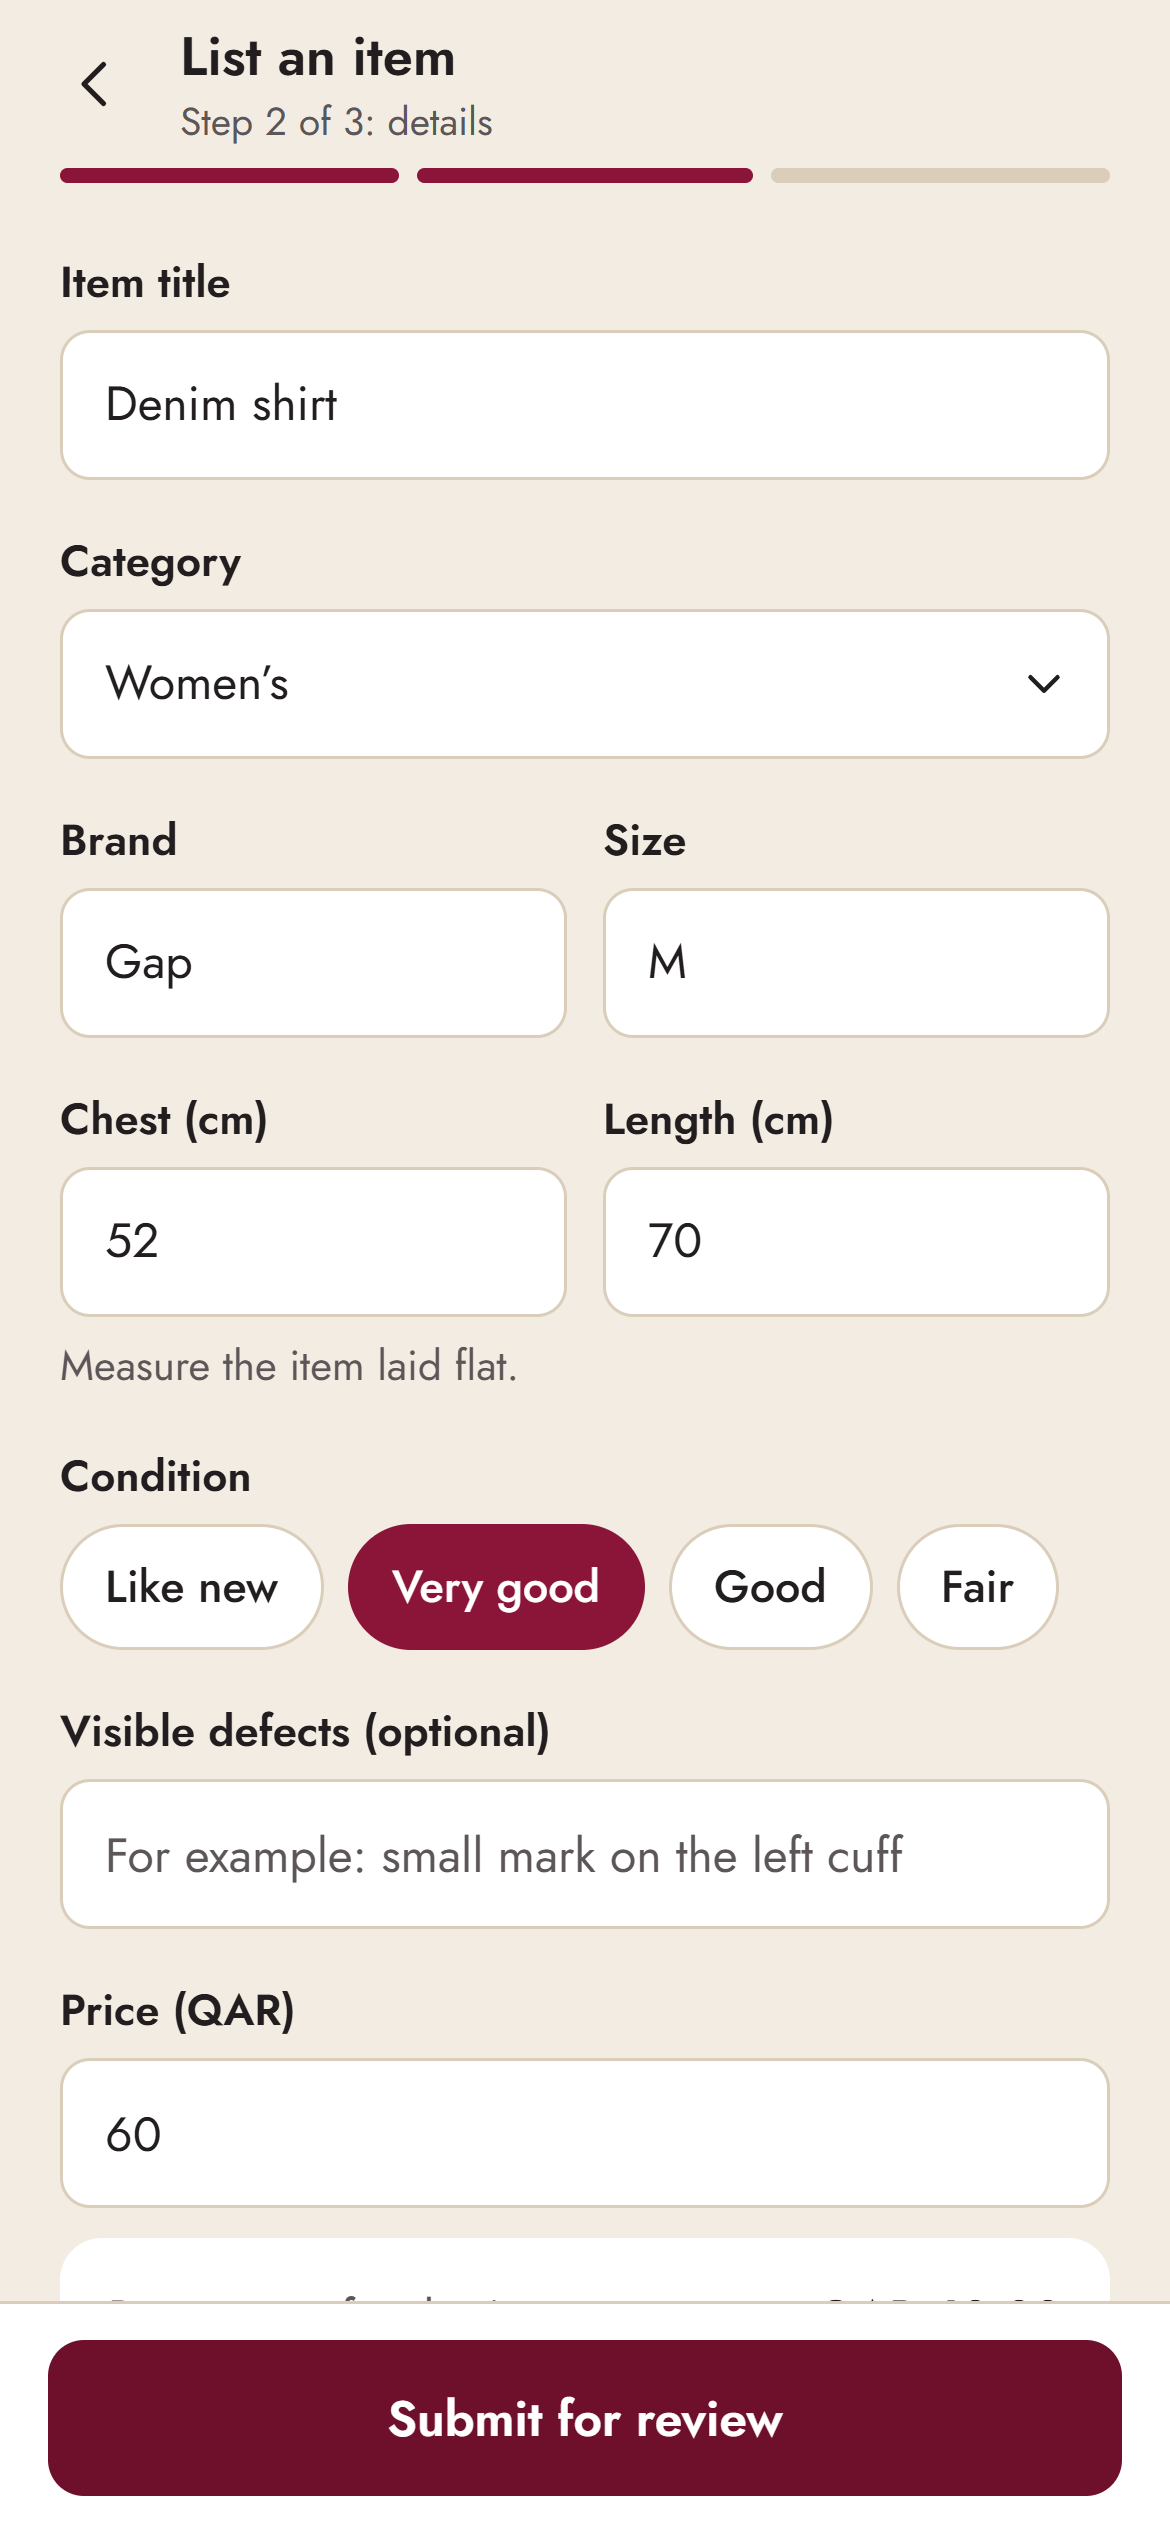 List an item
Step 2 of 3: details
Item title
Denim shirt
Category
Women’s
Brand
Size
Gap
M
Chest (cm)
Length (cm)
52
70
Measure the item laid flat.
Condition
Like new
Very good
Good
Fair
Visible defects (optional)
For example: small mark on the left cuff
Price (QAR)
60
Submit for review